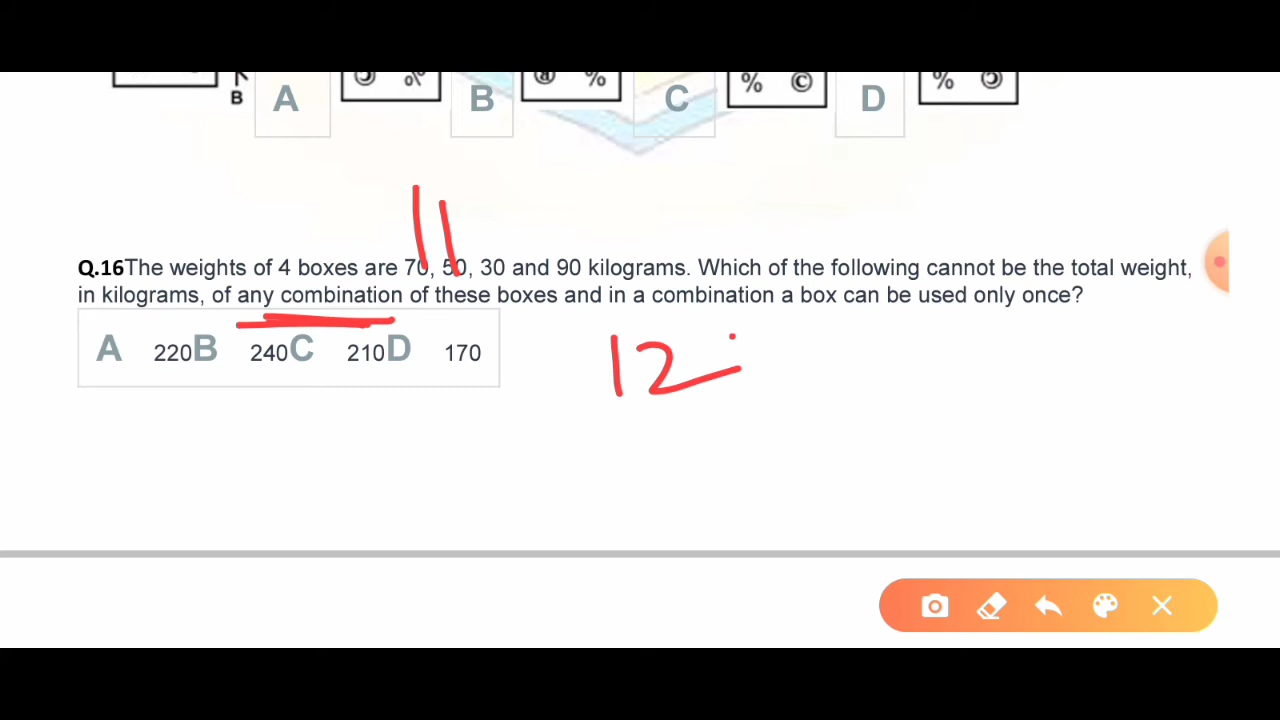 B A Ↄ % B @ % C % © D % Ↄ
11
Q.16The weights of 4 boxes are 70, 50, 30 and 90 kilograms. Which of the following cannot be the total weight,
in kilograms, of any combination of these boxes and in a combination a box can be used only once?
A 220B 240C 210D 170
12